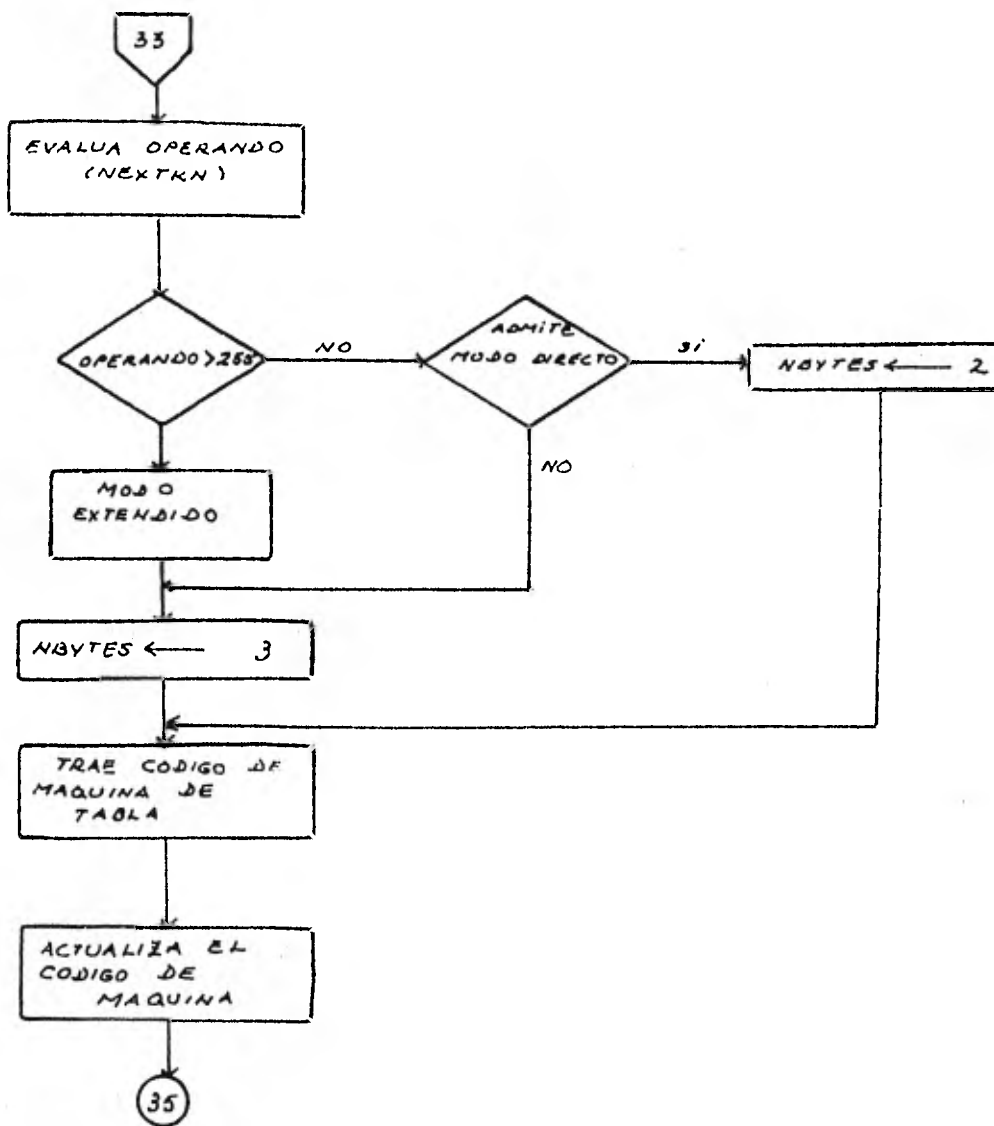 33
EVALUA OPERANDO
(NEXTKN)
OPERANDO>255
NO
ADMITE
MODO DIRECTO
si
NBYTES ← 2
NO
MODO
EXTENDIDO
NBYTES ← 3
TRAE CODIGO DE
MAQUINA DE
TABLA
ACTUALIZA EL
CODIGO DE
MAQUINA
35